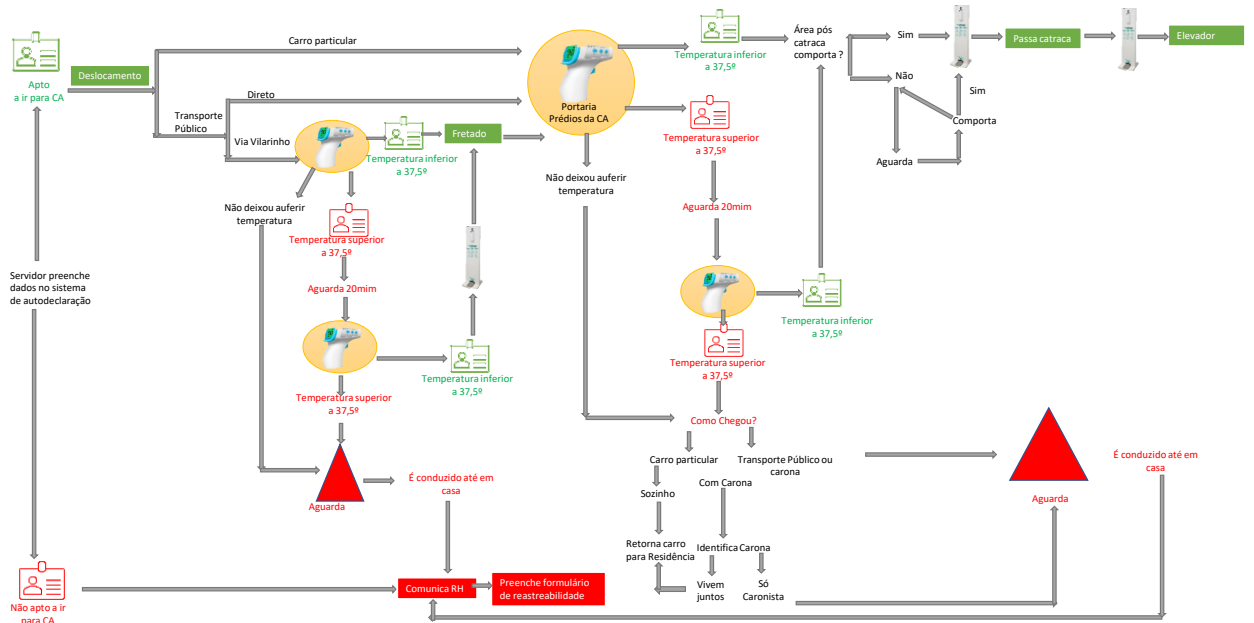 Apto
a ir para CA
Deslocamento
Carro particular
Direto
Transporte
Público
Via Vilarinho
Temperatura inferior
a 37,5º
Fretado
Não deixou auferir
temperatura
Temperatura superior
a 37,5º
Aguarda 20mim
Temperatura inferior
a 37,5º
Temperatura superior
a 37,5º
Aguarda
É conduzido até em
casa
Servidor preenche
dados no sistema
de autodeclaração
Não apto a ir
para CA
Comunica RH
Preenche formulário
de reastreabilidade
Portaria
Prédios da CA
Temperatura inferior
a 37,5º
Temperatura superior
a 37,5º
Não deixou auferir
temperatura
Aguarda 20mim
Temperatura inferior
a 37,5º
Temperatura superior
a 37,5º
Como Chegou?
Carro particular
Transporte Público ou
carona
Sozinho
Com Carona
Retorna carro
para Residência
Identifica Carona
Vivem
juntos
Só
Caronista
Aguarda
É conduzido até em
casa
Área pós
catraca
comporta ?
Sim
Passa catraca
Elevador
Não
Sim
Comporta
Aguarda